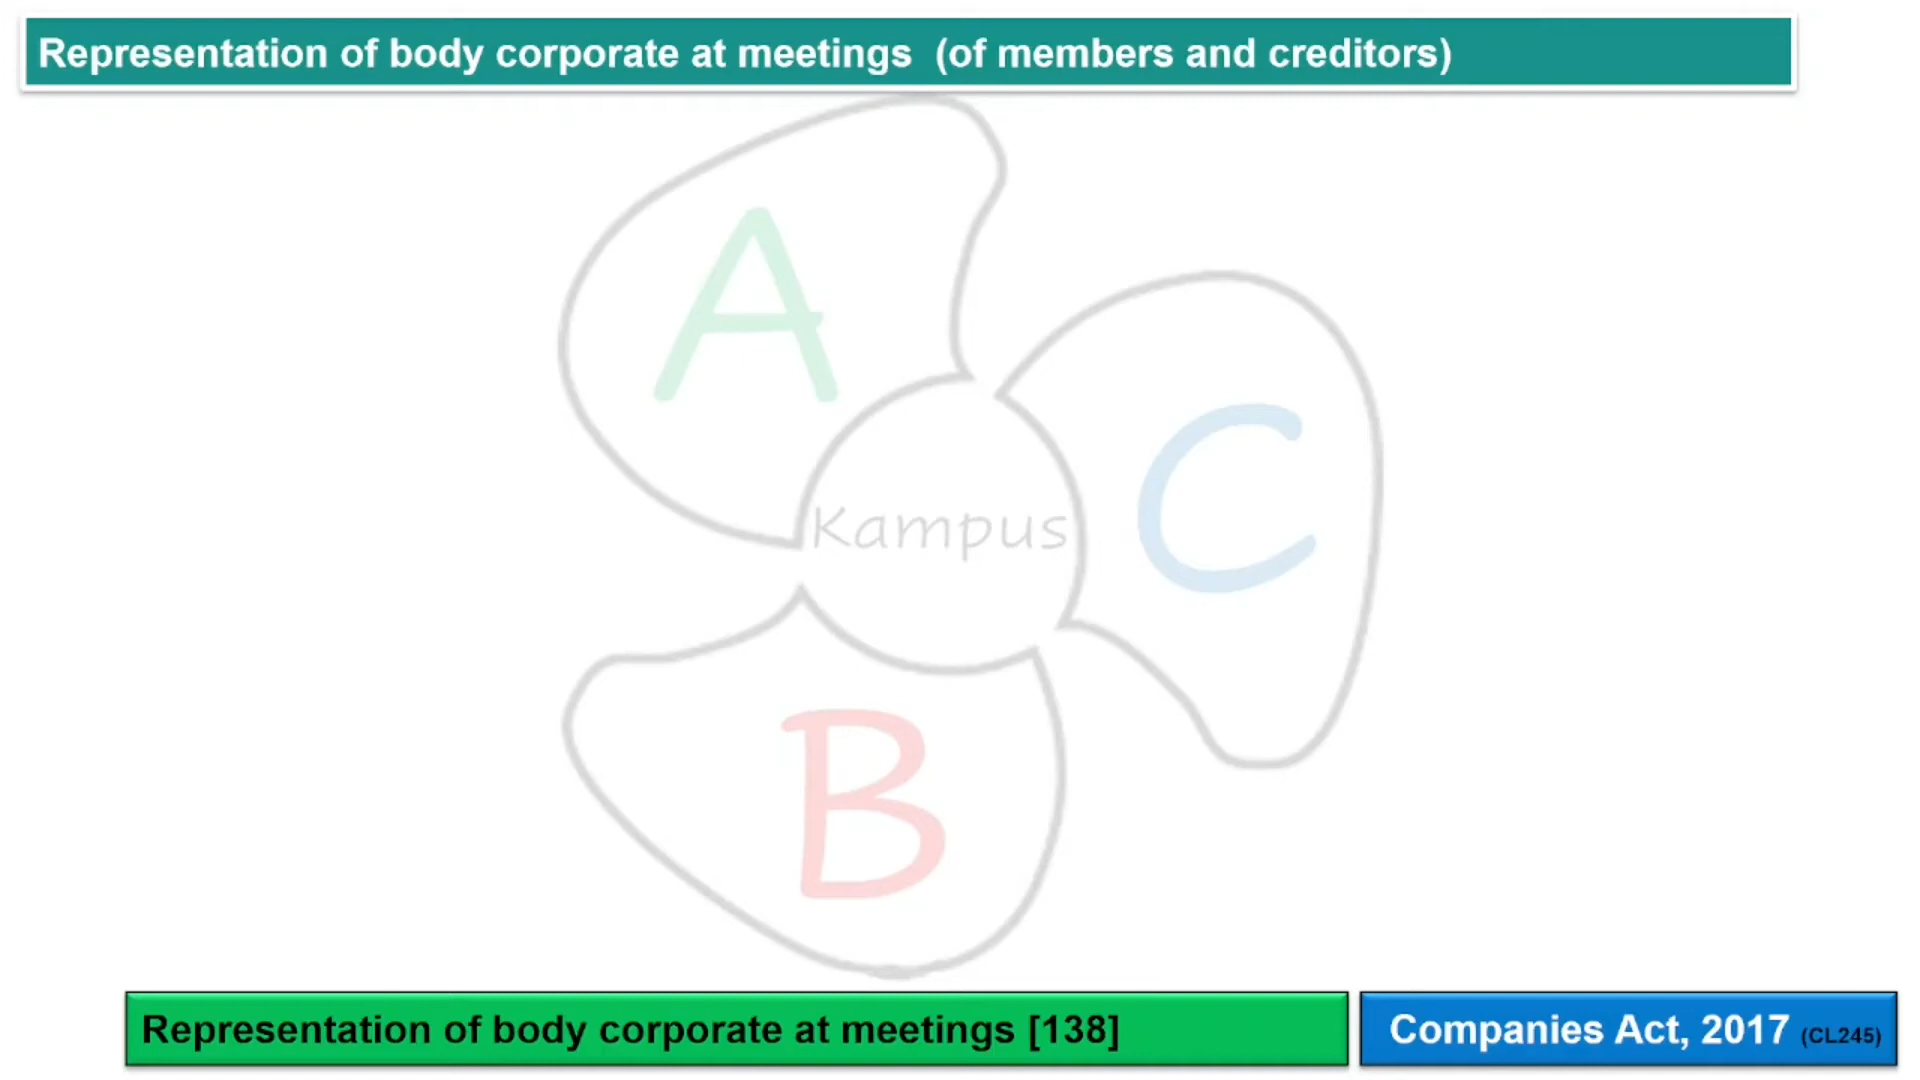 Representation of body corporate at meetings (of members and creditors)
A
C
Kampus
B
Representation of body corporate at meetings [138]
Companies Act, 2017 (CL245)